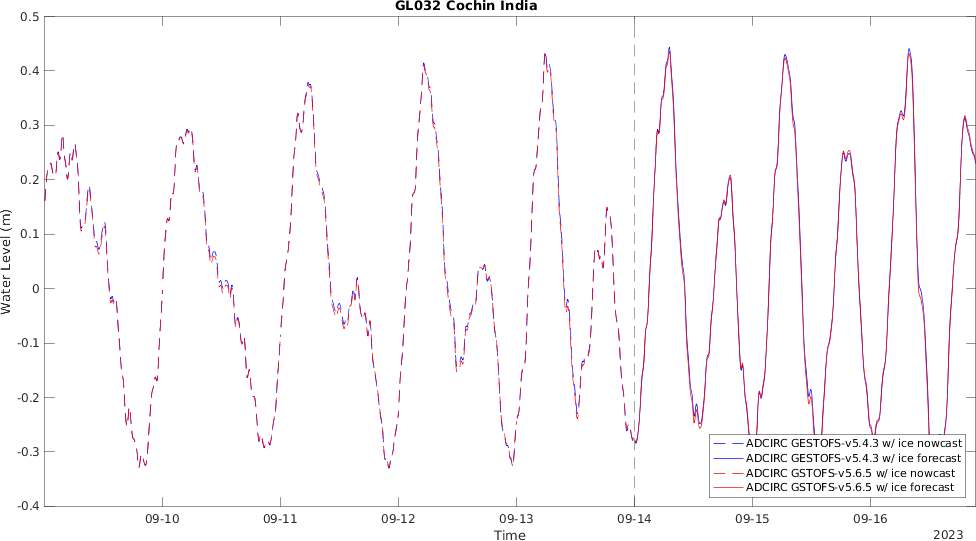 GL032 Cochin India
0.5
0.4
0.3
0.2
0.1
0
-0.1
-0.2
-0.3
-0.4
Water Level (m)
ADCIRC GESTOFS-v5.4.3 w/ ice nowcast
ADCIRC GESTOFS-v5.4.3 w/ ice forecast
ADCIRC GSTOFS-v5.6.5 w/ ice nowcast
ADCIRC GSTOFS-v5.6.5 w/ ice forecast
09-10 09-11 09-12 09-13 09-14 09-15 09-16
Time
2023